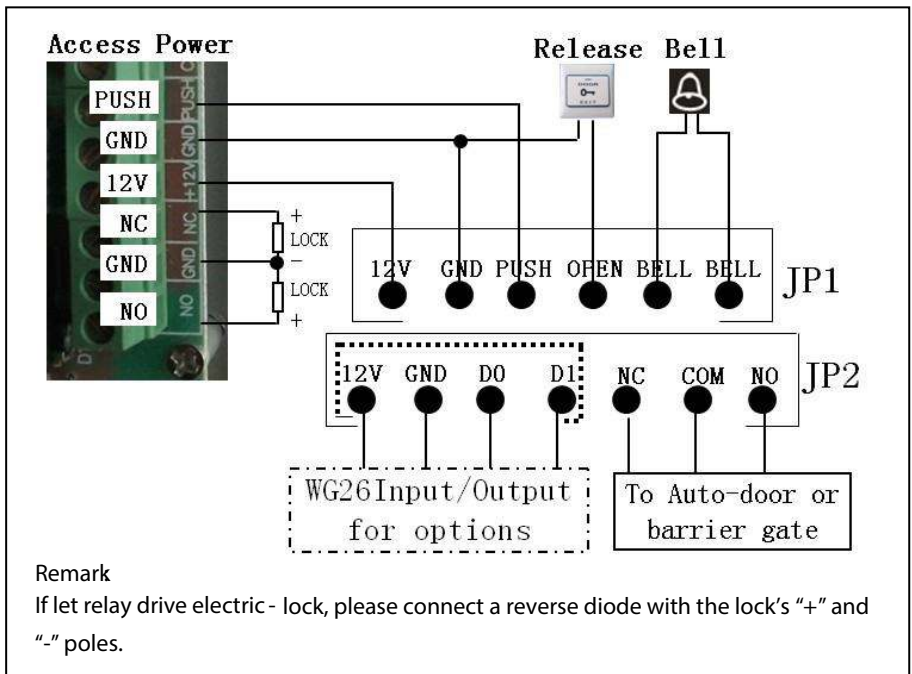 Access Power
Release Bell
PUSH PUSH
GND GND
12V +12V
NC NC
GND GND
NO NO
+
LOCK
-
LOCK
+
DOOR
EXIT
12V GND PUSH OPEN BELL BELL JP1
12V GND D0 D1 NC COM NO JP2
WG26Input/Output
for options
To Auto-door or
barrier gate
Remark
If let relay drive electric - lock, please connect a reverse diode with the lock's “+” and
“-” poles.